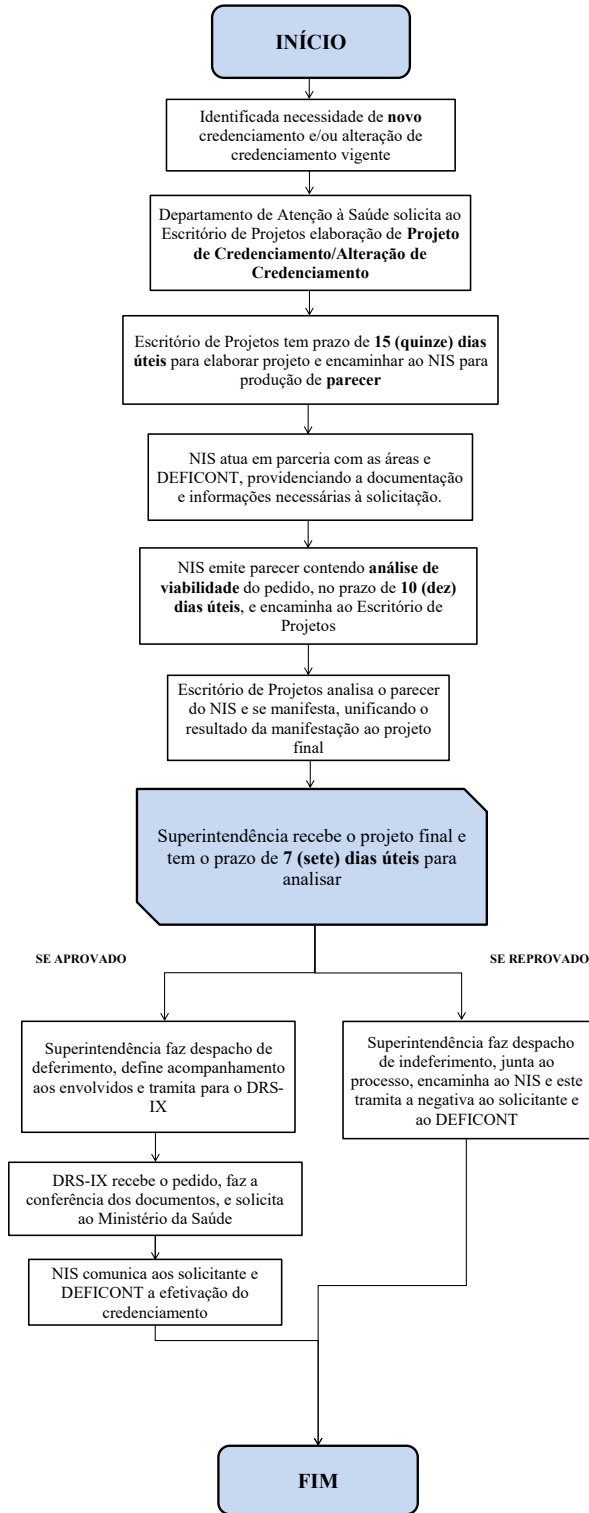 INÍCIO
Identificada necessidade de novo
credenciamento e/ou alteração de
credenciamento vigente
Departamento de Atenção à Saúde solicita ao
Escritório de Projetos elaboração de Projeto
de Credenciamento/Alteração de
Credenciamento
Escritório de Projetos tem prazo de 15 (quinze) dias
úteis para elaborar projeto e encaminhar ao NIS para
produção de parecer
NIS atua em parceria com as áreas e
DEFICONT, providenciando a documentação
e informações necessárias à solicitação.
NIS emite parecer contendo análise de
viabilidade do pedido, no prazo de 10 (dez)
dias úteis, e encaminha ao Escritório de
Projetos
Escritório de Projetos analisa o parecer
do NIS e se manifesta, unificando o
resultado da manifestação ao projeto
final
Superintendência recebe o projeto final e
tem o prazo de 7 (sete) dias úteis para
analisar
SE APROVADO
SE REPROVADO
Superintendência faz despacho de
deferimento, define acompanhamento
aos envolvidos e tramita para o DRS-
IX
Superintendência faz despacho
de indeferimento, junta ao
processo, encaminha ao NIS e este
tramita a negativa ao solicitante e
ao DEFICONT
DRS-IX recebe o pedido, faz a
conferência dos documentos, e solicita
ao Ministério da Saúde
NIS comunica aos solicitante e
DEFICONT a efetivação do
credenciamento
FIM